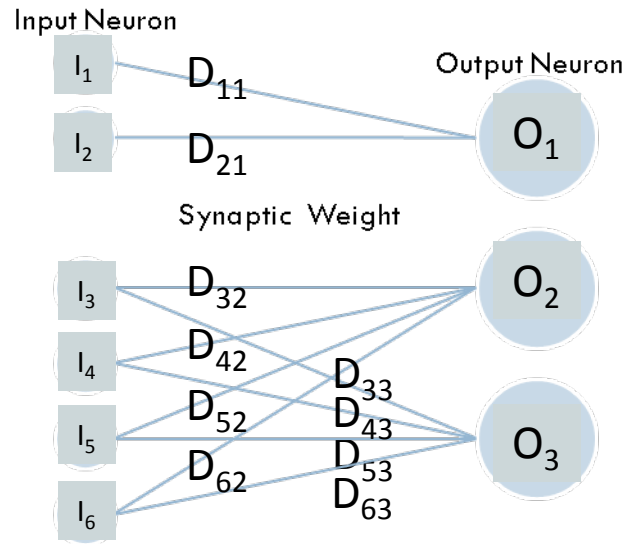 Input Neuron
I₁
D₁₁
Output Neuron
O₁
I₂
D₂₁
Synaptic Weight
I₃
D₃₂
O₂
I₄
D₄₂
D₃₃
D₅₂
D₄₃
I₅
O₃
D₆₂
D₅₃
D₆₃
I₆